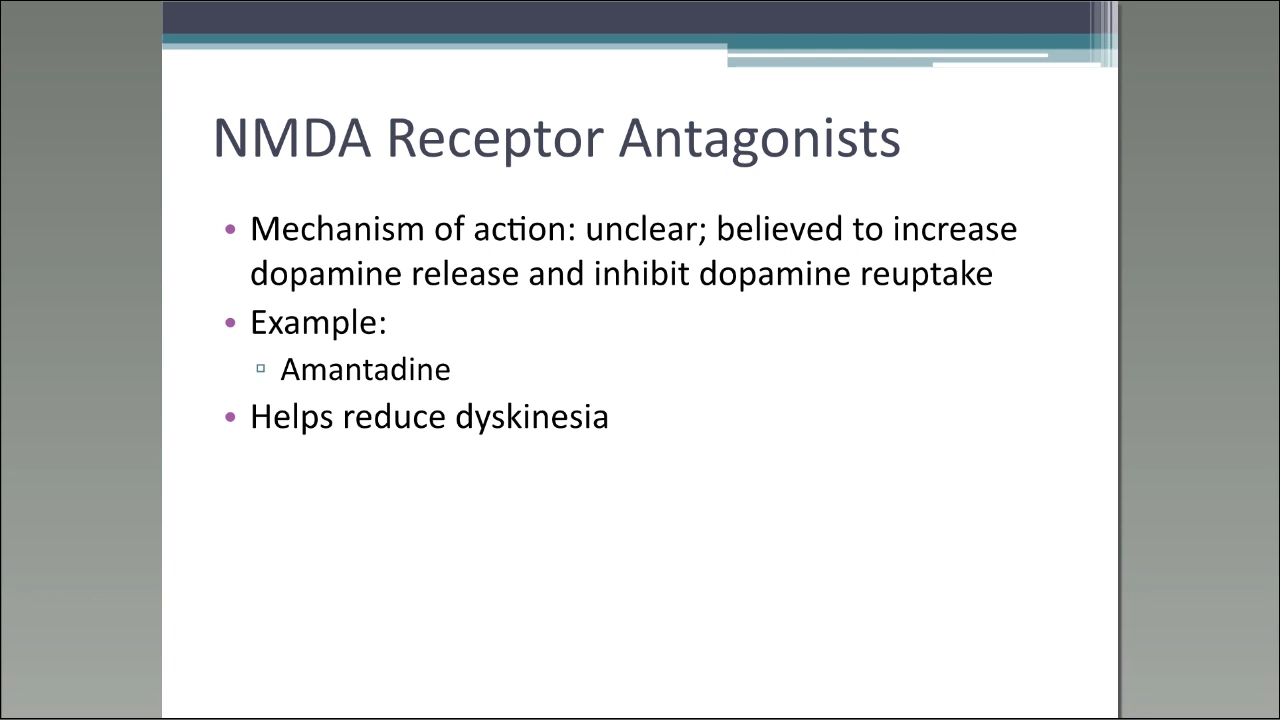 NMDA Receptor Antagonists
• Mechanism of action: unclear; believed to increase
dopamine release and inhibit dopamine reuptake
• Example:
▫ Amantadine
• Helps reduce dyskinesia